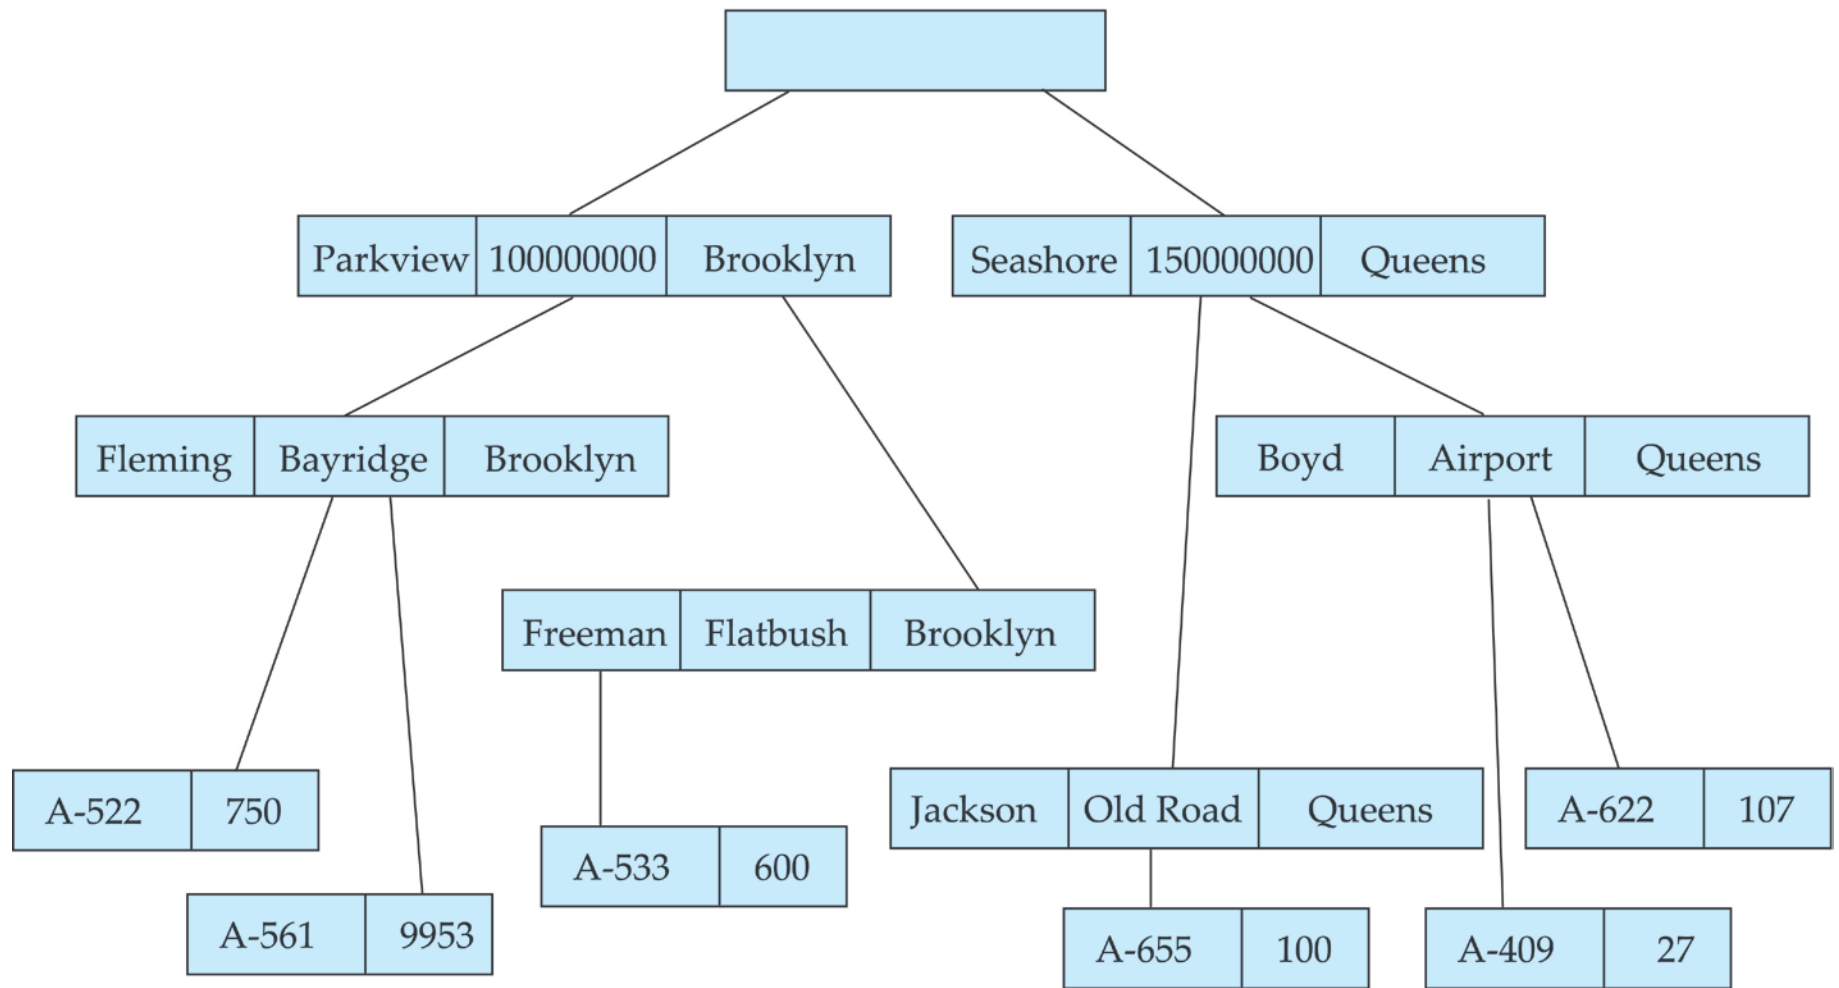 Parkview 100000000 Brooklyn
Seashore 150000000 Queens
Fleming Bayridge Brooklyn
Boyd Airport Queens
Freeman Flatbush Brooklyn
A-522 750
Jackson Old Road Queens
A-622 107
A-533 600
A-561 9953
A-655 100
A-409 27